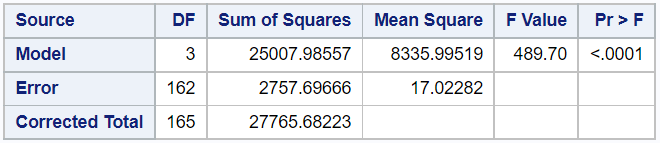 Source DF Sum of Squares Mean Square F Value Pr > F
Model 3 25007.98557 8335.99519 489.70 <.0001
Error 162 2757.69666 17.02282
Corrected Total 165 27765.68223